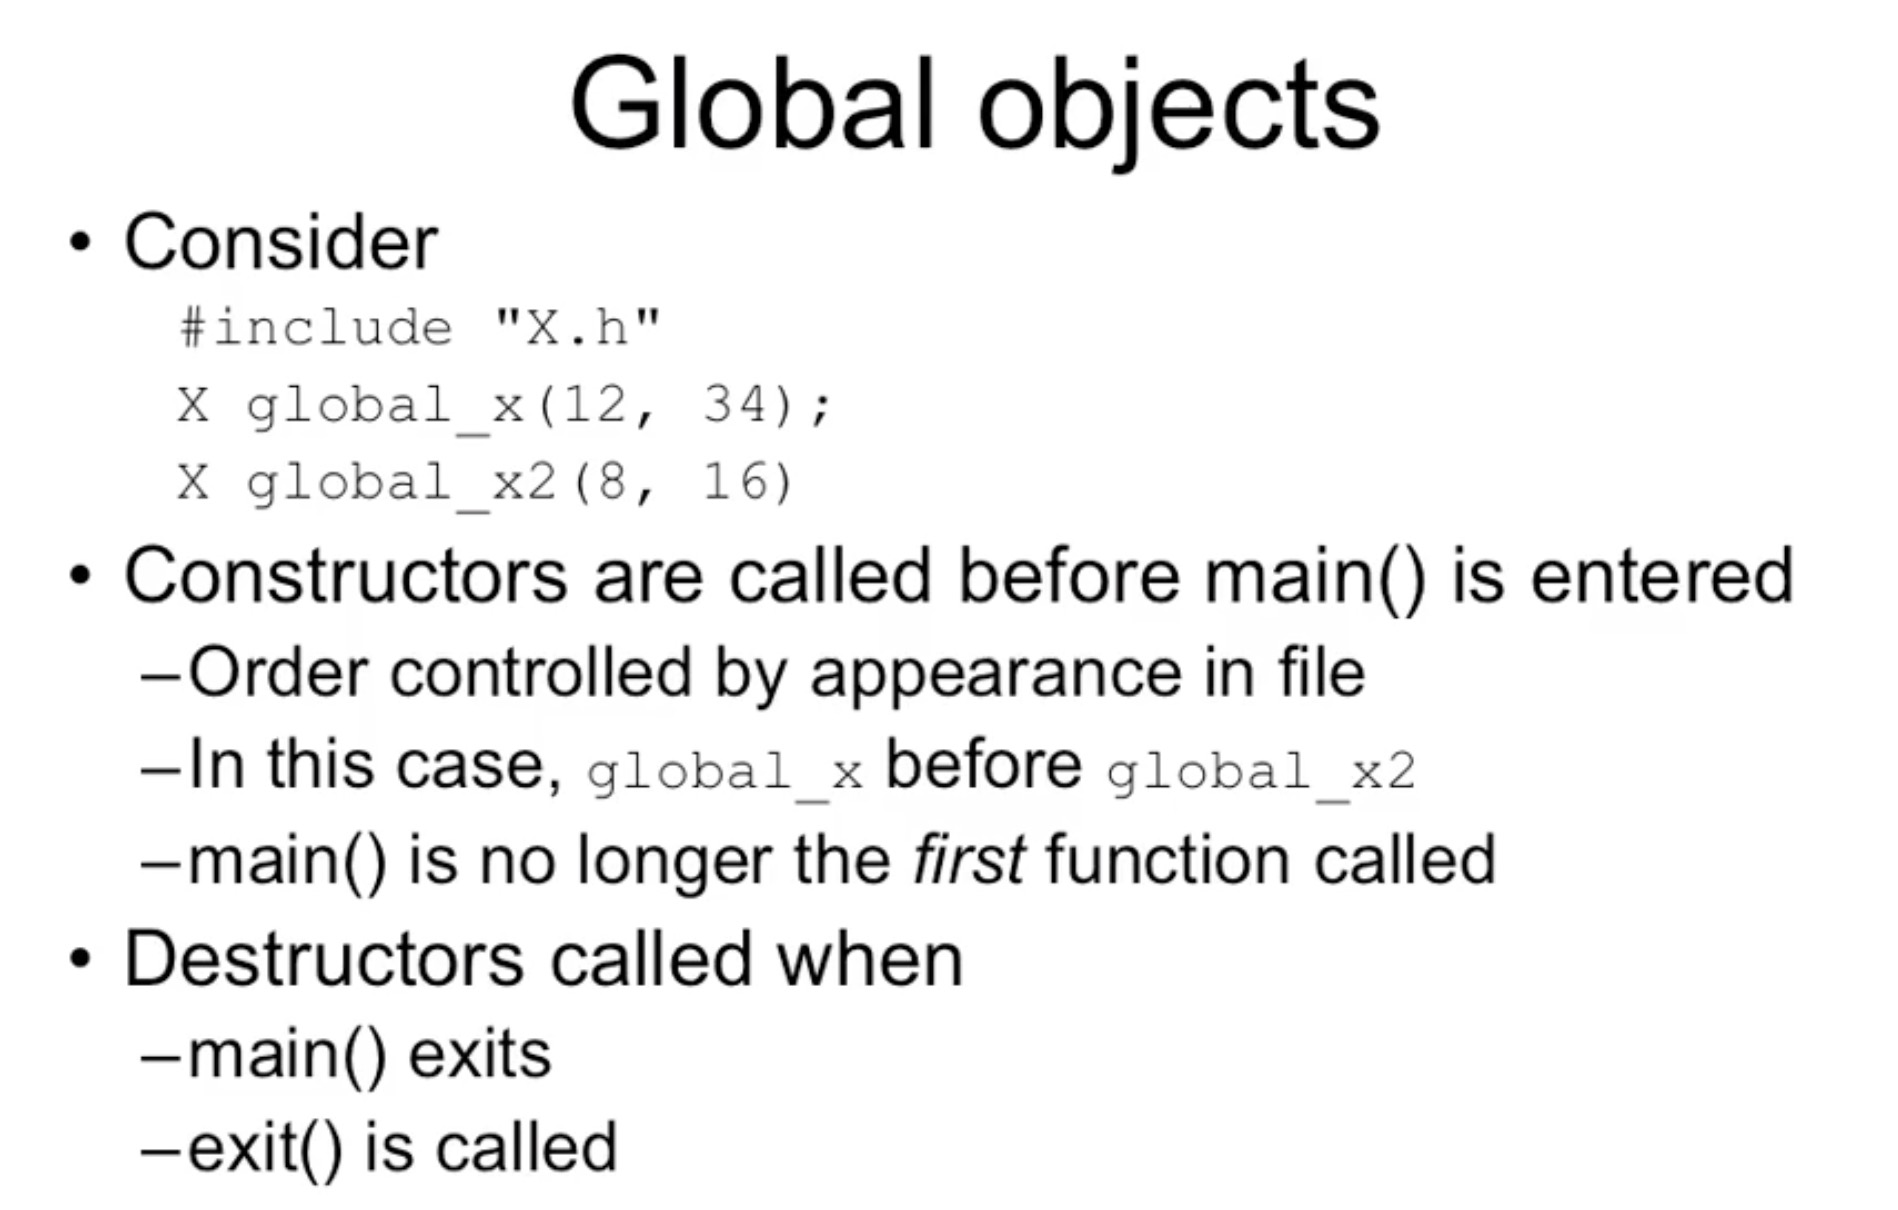 Global objects
• Consider
#include "X.h"
X global_x(12, 34);
X global_x2(8, 16)
• Constructors are called before main() is entered
–Order controlled by appearance in file
–In this case, global_x before global_x2
–main() is no longer the first function called
• Destructors called when
–main() exits
–exit() is called